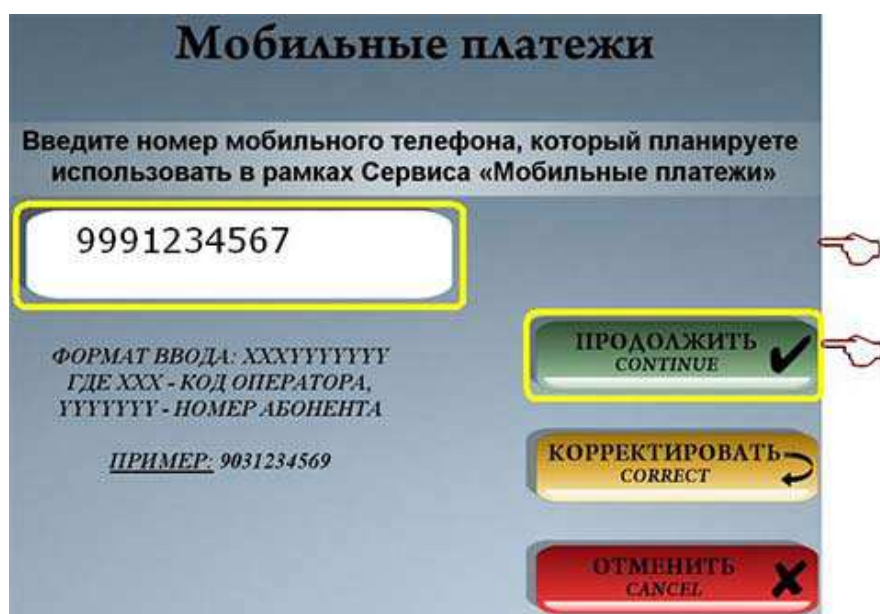 Мобильные платежи
Введите номер мобильного телефона, который планируете
использовать в рамках Сервиса «Мобильные платежи»
9991234567
ФОРМАТ ВВОДА: XXXYYYYYYY
ГДЕ XXX - КОД ОПЕРАТОРА,
YYYYYYY - НОМЕР АБОНЕНТА
ПРИМЕР: 9031234569
ПРОДОЛЖИТЬ
CONTINUE
КОРРЕКТИРОВАТЬ
CORRECT
ОТМЕНИТЬ
CANCEL